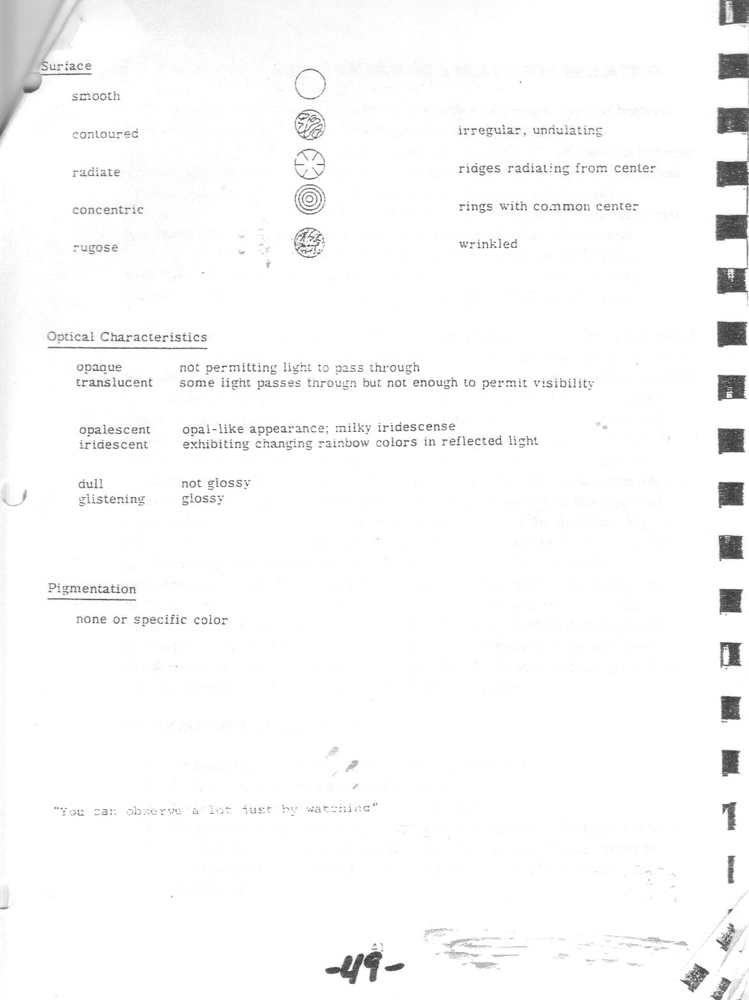 Surface
smooth
contoured irregular, undulating
radiate ridges radiating from center
concentric rings with common center
rugose wrinkled
Optical Characteristics
opaque not permitting light to pass through
translucent some light passes through but not enough to permit visibility
opalescent opal-like appearance; milky iridescense
iridescent exhibiting changing rainbow colors in reflected light
dull not glossy
glistening glossy
Pigmentation
none or specific color
"You can observe a lot just by watching"
41
-49-